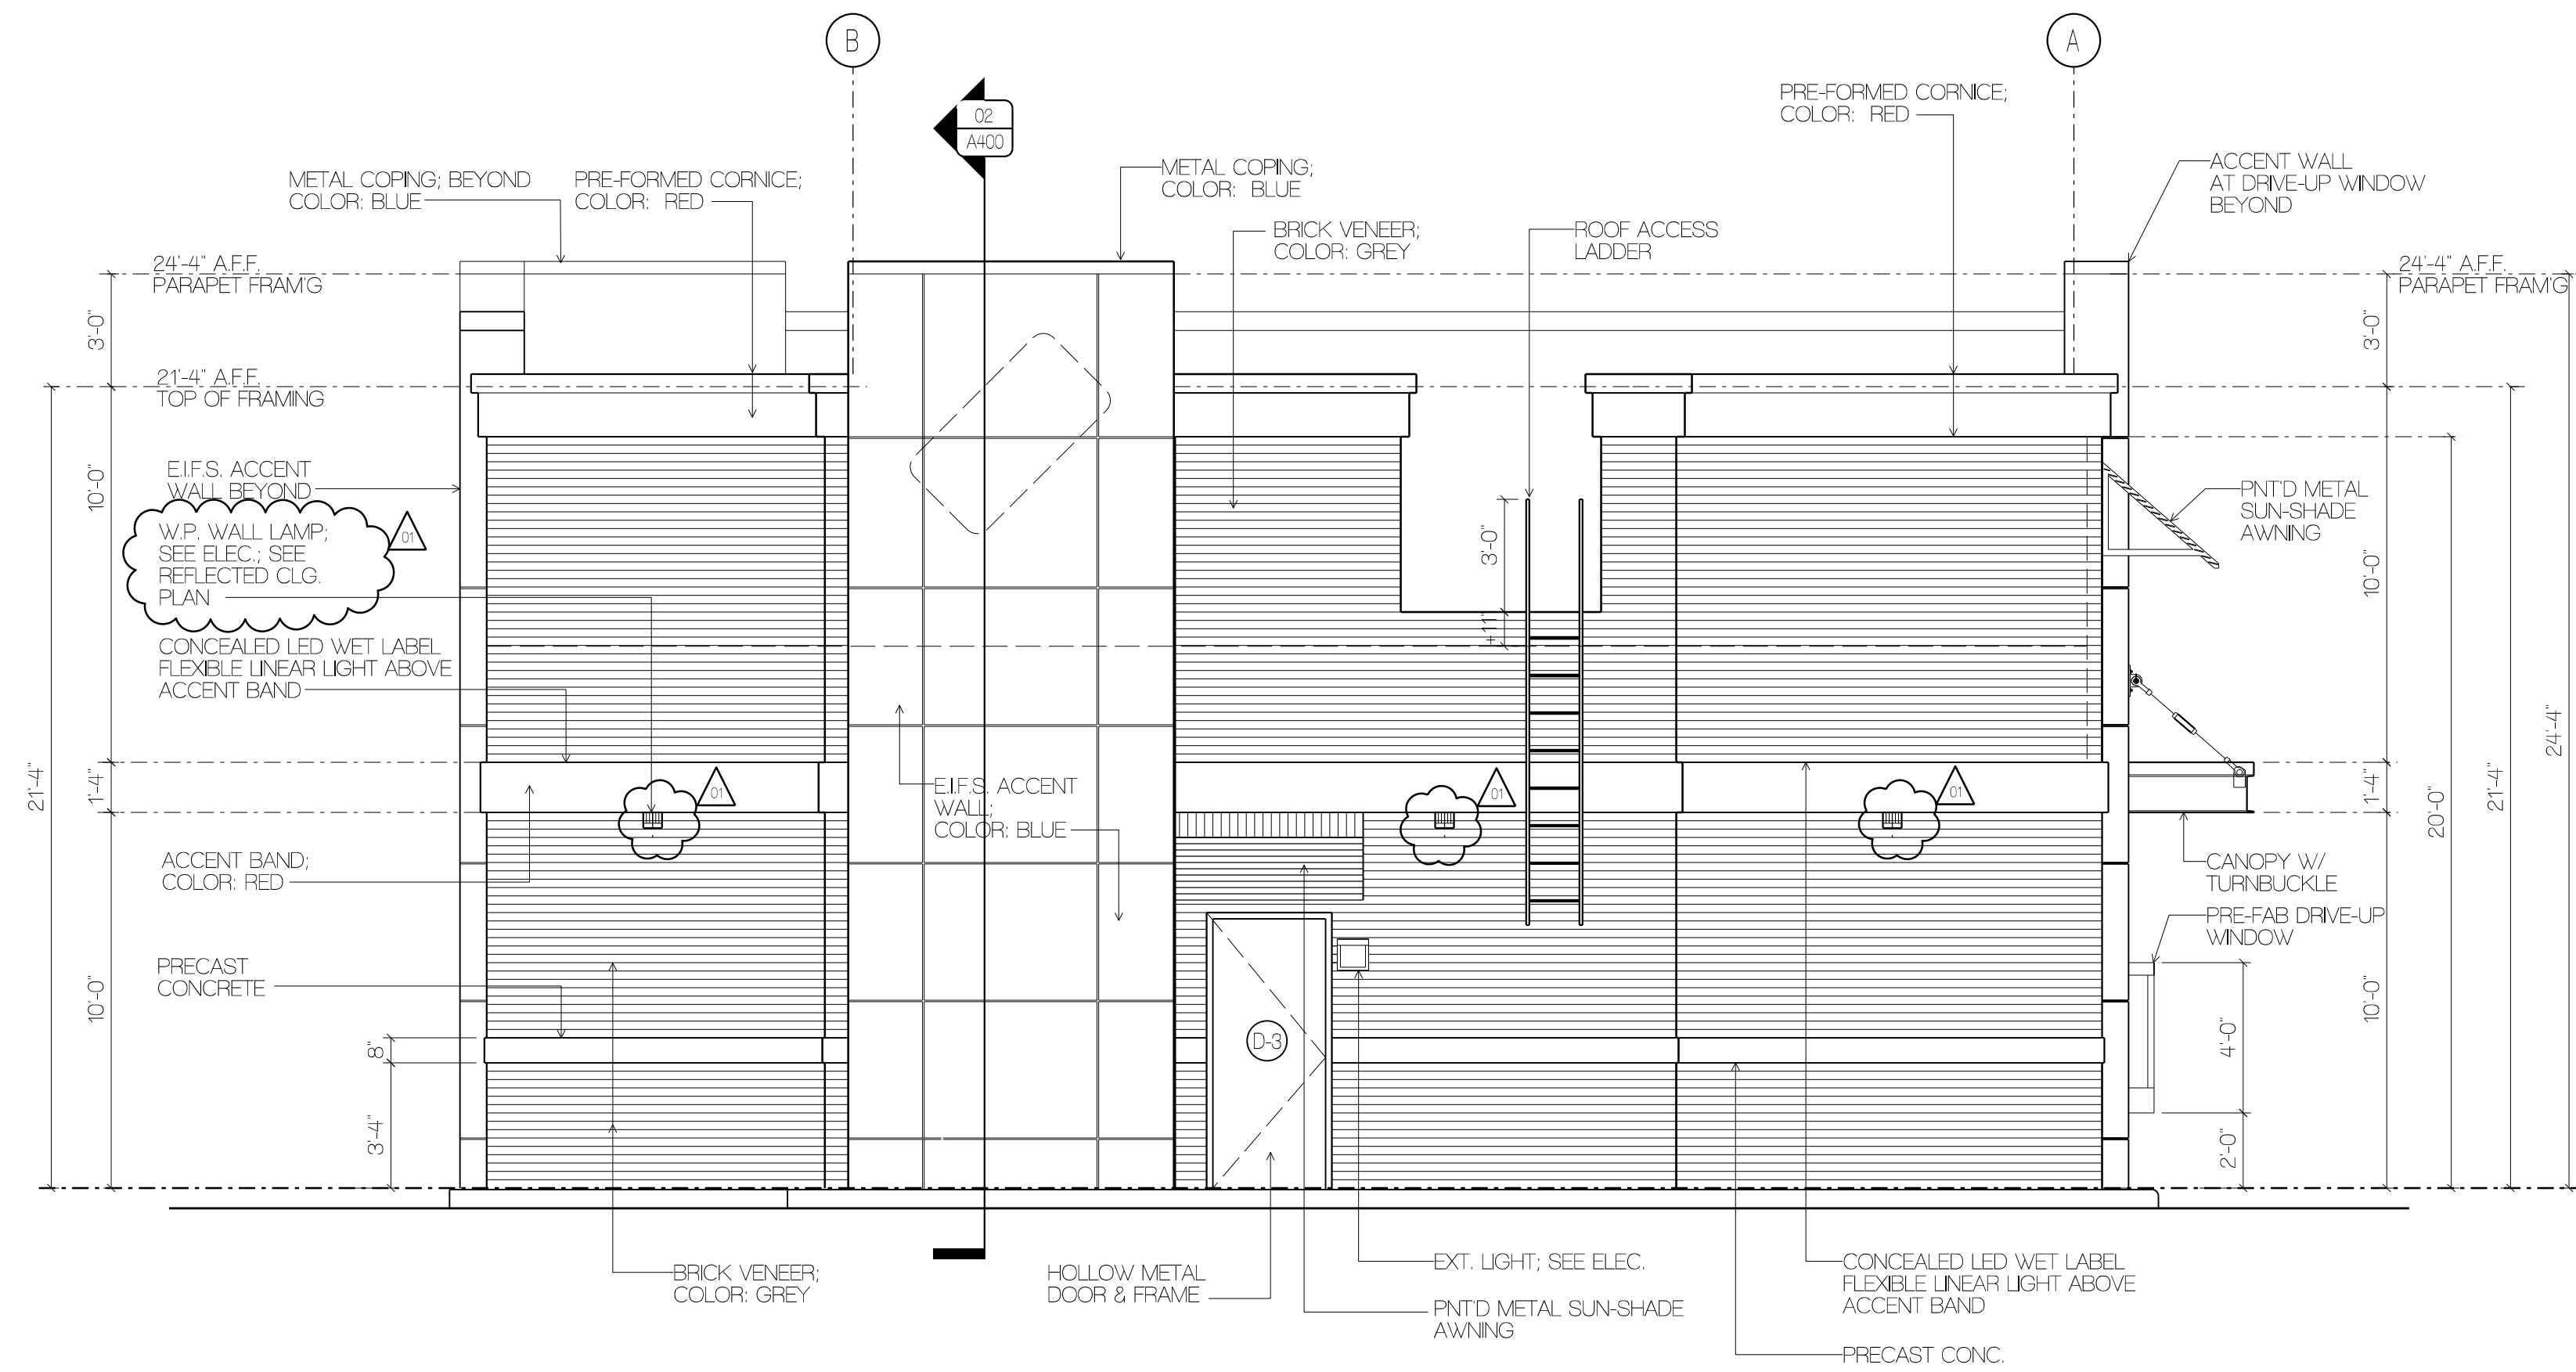 B
A
02
A400
PRE-FORMED CORNICE;
COLOR: RED
METAL COPING; BEYOND
COLOR: BLUE
PRE-FORMED CORNICE;
COLOR: RED
METAL COPING;
COLOR: BLUE
ACCENT WALL
AT DRIVE-UP WINDOW
BEYOND
BRICK VENEER;
COLOR: GREY
ROOF ACCESS
LADDER
24'-4" A.F.F.
PARAPET FRAM'G
24'-4" A.F.F.
PARAPET FRAM'G
3'-0"
3'-0"
21'-4" A.F.F.
TOP OF FRAMING
E.I.F.S. ACCENT
WALL BEYOND
10'-0"
W.P. WALL LAMP;
SEE ELEC.; SEE
REFLECTED CLG.
PLAN
01
PNT'D METAL
SUN-SHADE
AWNING
3'-0"
+11"
10'-0"
CONCEALED LED WET LABEL
FLEXIBLE LINEAR LIGHT ABOVE
ACCENT BAND
21'-4"
1'-4"
01
E.I.F.S. ACCENT
WALL;
COLOR: BLUE
01
01
1'-4"
20'-0"
21'-4"
24'-4"
ACCENT BAND;
COLOR: RED
CANOPY W/
TURNBUCKLE
PRE-FAB DRIVE-UP
WINDOW
PRECAST
CONCRETE
10'-0"
8"
3'-4"
D-3
10'-0"
4'-0"
2'-0"
BRICK VENEER;
COLOR: GREY
HOLLOW METAL
DOOR & FRAME
EXT. LIGHT; SEE ELEC.
PNT'D METAL SUN-SHADE
AWNING
CONCEALED LED WET LABEL
FLEXIBLE LINEAR LIGHT ABOVE
ACCENT BAND
PRECAST CONC.